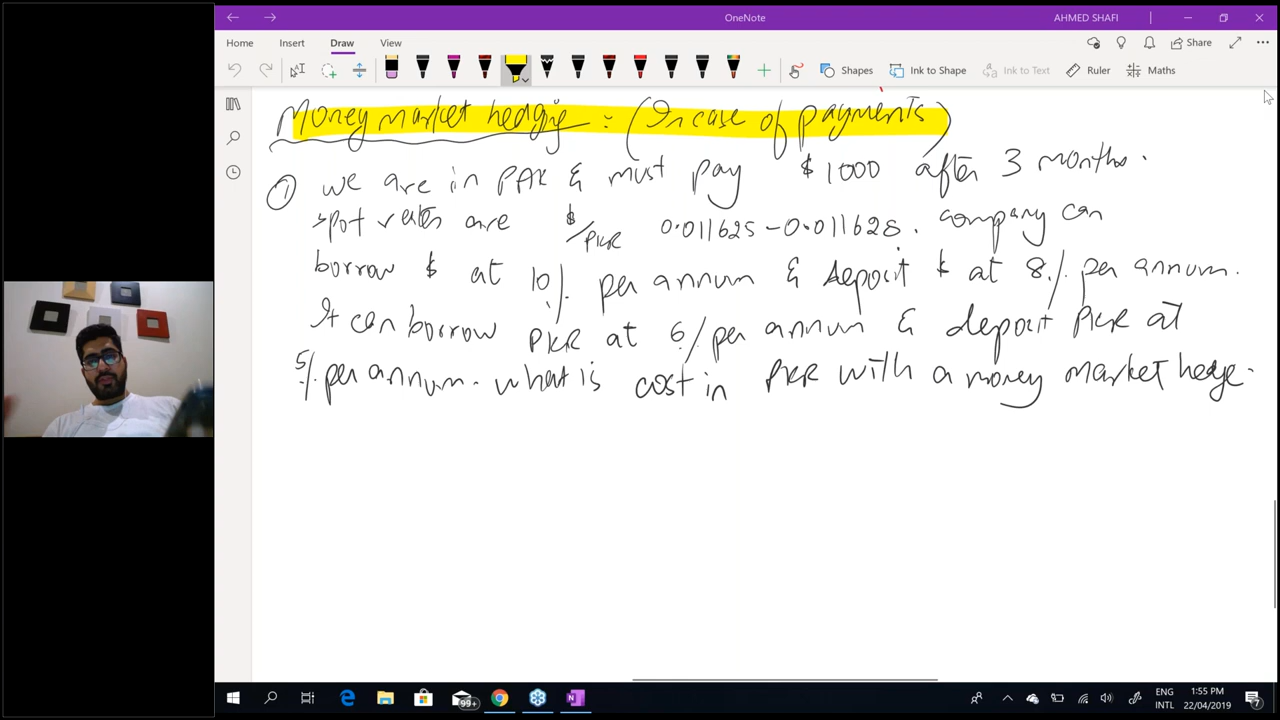 OneNote
AHMED SHAFI
Home Insert Draw View
Share
Shapes Ink to Shape Ink to Text Ruler Maths
Money market hedging : (In case of payments)
① we are in PAK & must pay $1000 after 3 months.
spot rates are $/PKR 0.011625 - 0.011628. company can
borrow $ at 10% per annum & deposit $ at 8% per annum.
It can borrow PKR at 6% per annum & deposit PKR at
5% per annum. what is cost in PKR with a money market hedge.
99+
ENG
INTL
1:55 PM
22/04/2019
7